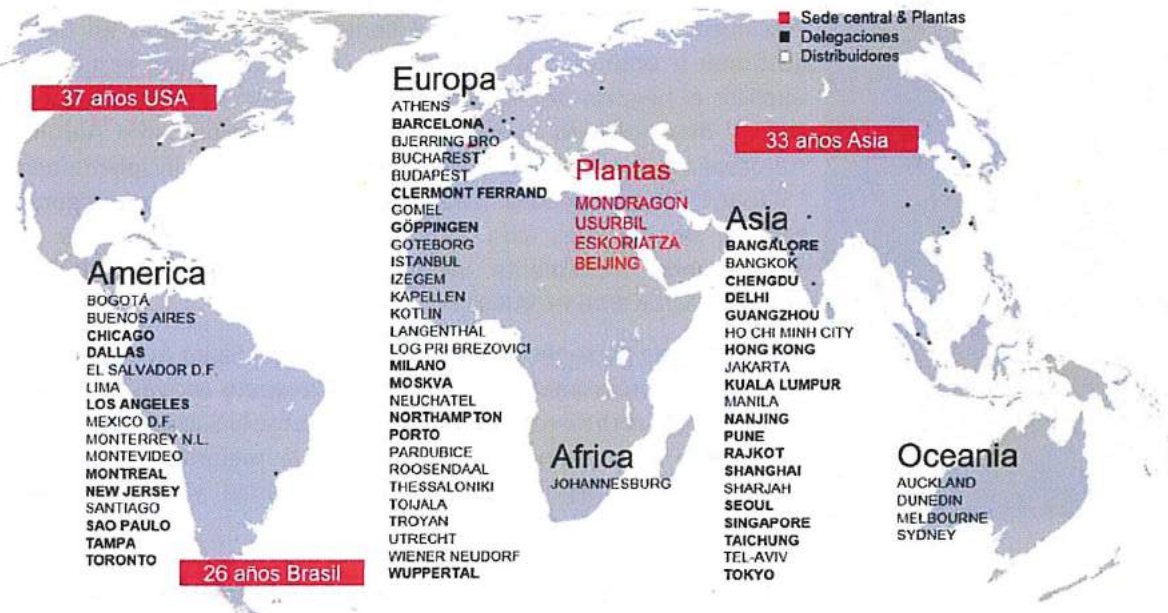 Sede central & Plantas
Delegaciones
Distribuidores
37 años USA
33 años Asia
26 años Brasil
America
BOGOTÁ
BUENOS AIRES
CHICAGO
DALLAS
EL SALVADOR D.F.
LIMA
LOS ANGELES
MEXICO D.F.
MONTERREY N.L.
MONTEVIDEO
MONTREAL
NEW JERSEY
SANTIAGO
SAO PAULO
TAMPA
TORONTO
Europa
ATHENS
BARCELONA
BJERRING BRO
BUCHAREST
BUDAPEST
CLERMONT FERRAND
GOMEL
GÖPPINGEN
GOTEBORG
ISTANBUL
IZEGEM
KAPELLEN
KOTLIN
LANGENTHAL
LOG PRI BREZOVICI
MILANO
MOSKVA
NEUCHATEL
NORTHAMPTON
PORTO
PARDUBICE
ROOSENDAAL
THESSALONIKI
TOIJALA
TROYAN
UTRECHT
WIENER NEUDORF
WUPPERTAL
Plantas
MONDRAGON
USURBIL
ESKORIATZA
BEIJING
Africa
JOHANNESBURG
Asia
BANGALORE
BANGKOK
CHENGDU
DELHI
GUANGZHOU
HO CHI MINH CITY
HONG KONG
JAKARTA
KUALA LUMPUR
MANILA
NANJING
PUNE
RAJKOT
SHANGHAI
SHARJAH
SEOUL
SINGAPORE
TAICHUNG
TEL-AVIV
TOKYO
Oceania
AUCKLAND
DUNEDIN
MELBOURNE
SYDNEY